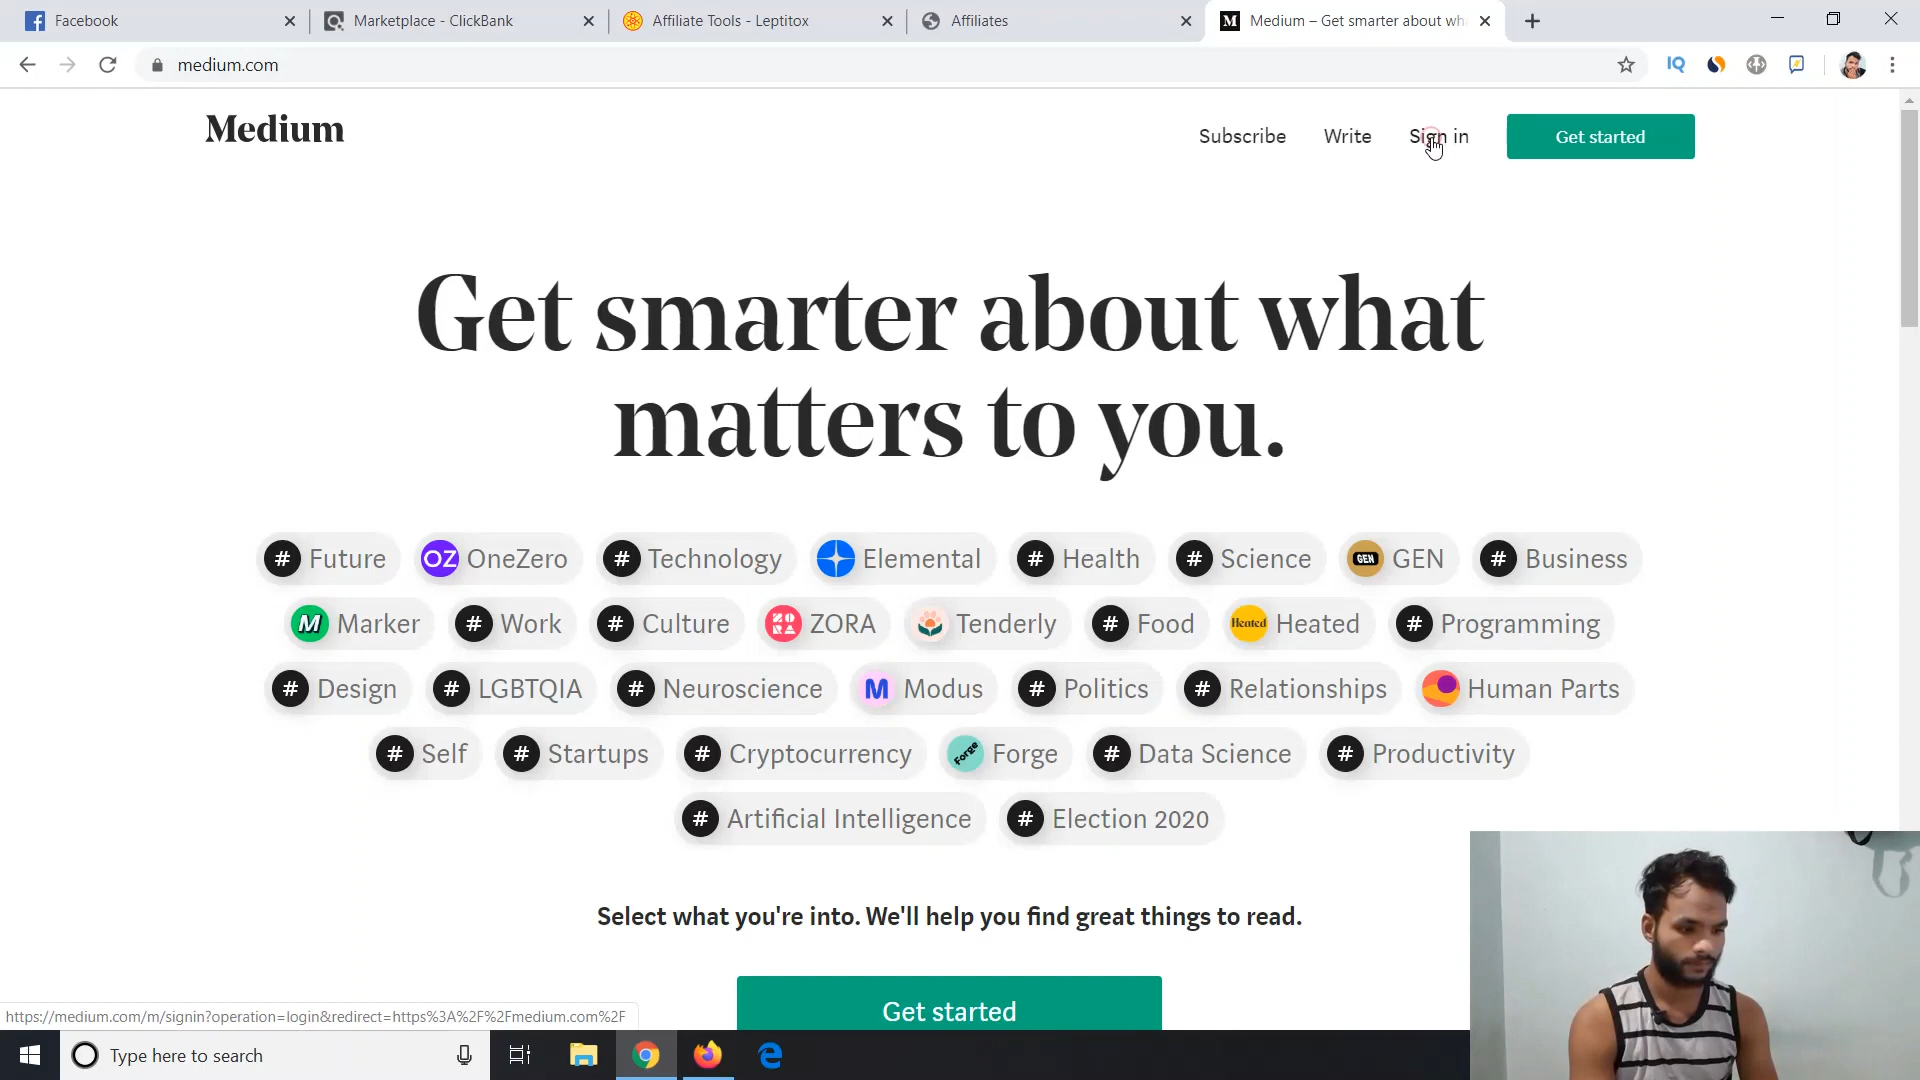 Facebook
Marketplace - ClickBank
Affiliate Tools - Leptitox
Affiliates
M
Medium – Get smarter about wh
medium.com
IQ
Medium
Subscribe
Write
Sign in
Get started
Get smarter about what
matters to you.
# Future
OZ OneZero
# Technology
Elemental
# Health
# Science
GEN GEN
# Business
M Marker
# Work
# Culture
ZORA ZORA
Tenderly
# Food
Heated Heated
# Programming
# Design
# LGBTQIA
# Neuroscience
M Modus
# Politics
# Relationships
Human Parts
# Self
# Startups
# Cryptocurrency
Forge Forge
# Data Science
# Productivity
# Artificial Intelligence
# Election 2020
Select what you're into. We'll help you find great things to read.
Get started
https://medium.com/m/signin?operation=login&redirect=https%3A%2F%2Fmedium.com%2F
Type here to search